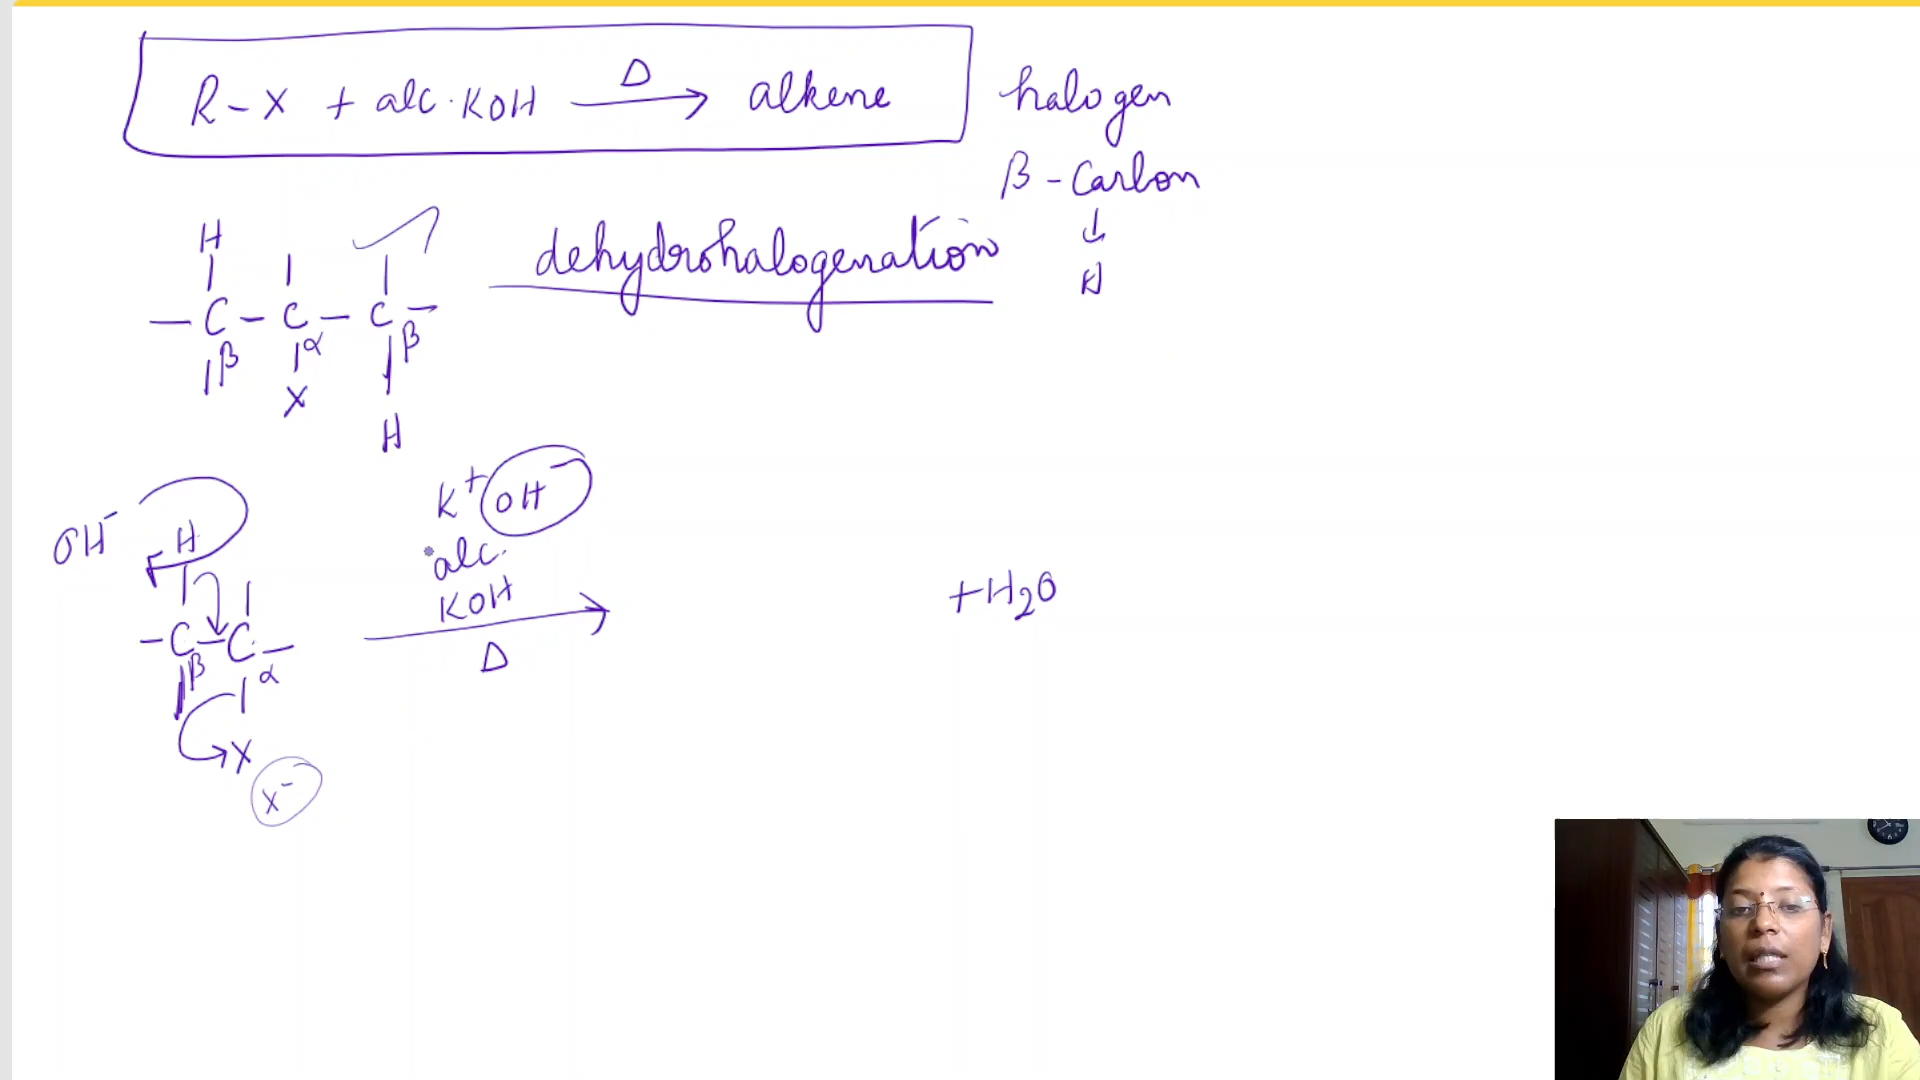 R - X + alc. KOH Δ → alkene
halogen
β - Carbon
↓
H
dehydrohalogenation
H
- C - C - C -
β α β
X
H
K⁺ OH⁻
OH⁻ H
alc.
KOH
Δ
+ H₂O
- C - C -
β α
X
X⁻